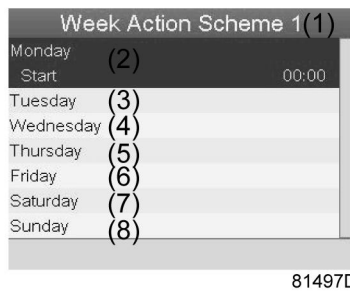 Week Action Scheme 1(1)
Monday (2)
Start 00:00
Tuesday (3)
Wednesday (4)
Thursday (5)
Friday (6)
Saturday (7)
Sunday (8)
81497D